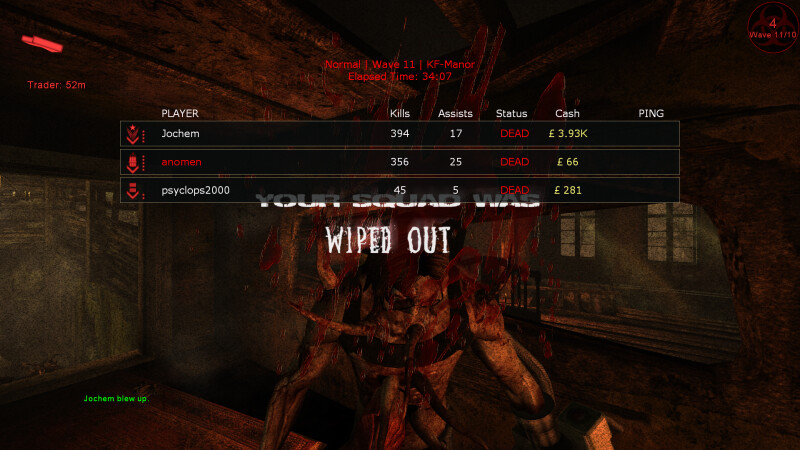 4
Wave 11/10
Normal | Wave 11 | KF-Manor
Elapsed Time: 34:07
Trader: 52m
PLAYER Kills Assists Status Cash PING
Jochem 394 17 DEAD £ 3.93K
anomen 356 25 DEAD £ 66
psyclops2000 45 5 DEAD £ 281
YOUR SQUAD WAS
WIPED OUT
Jochem blew up.